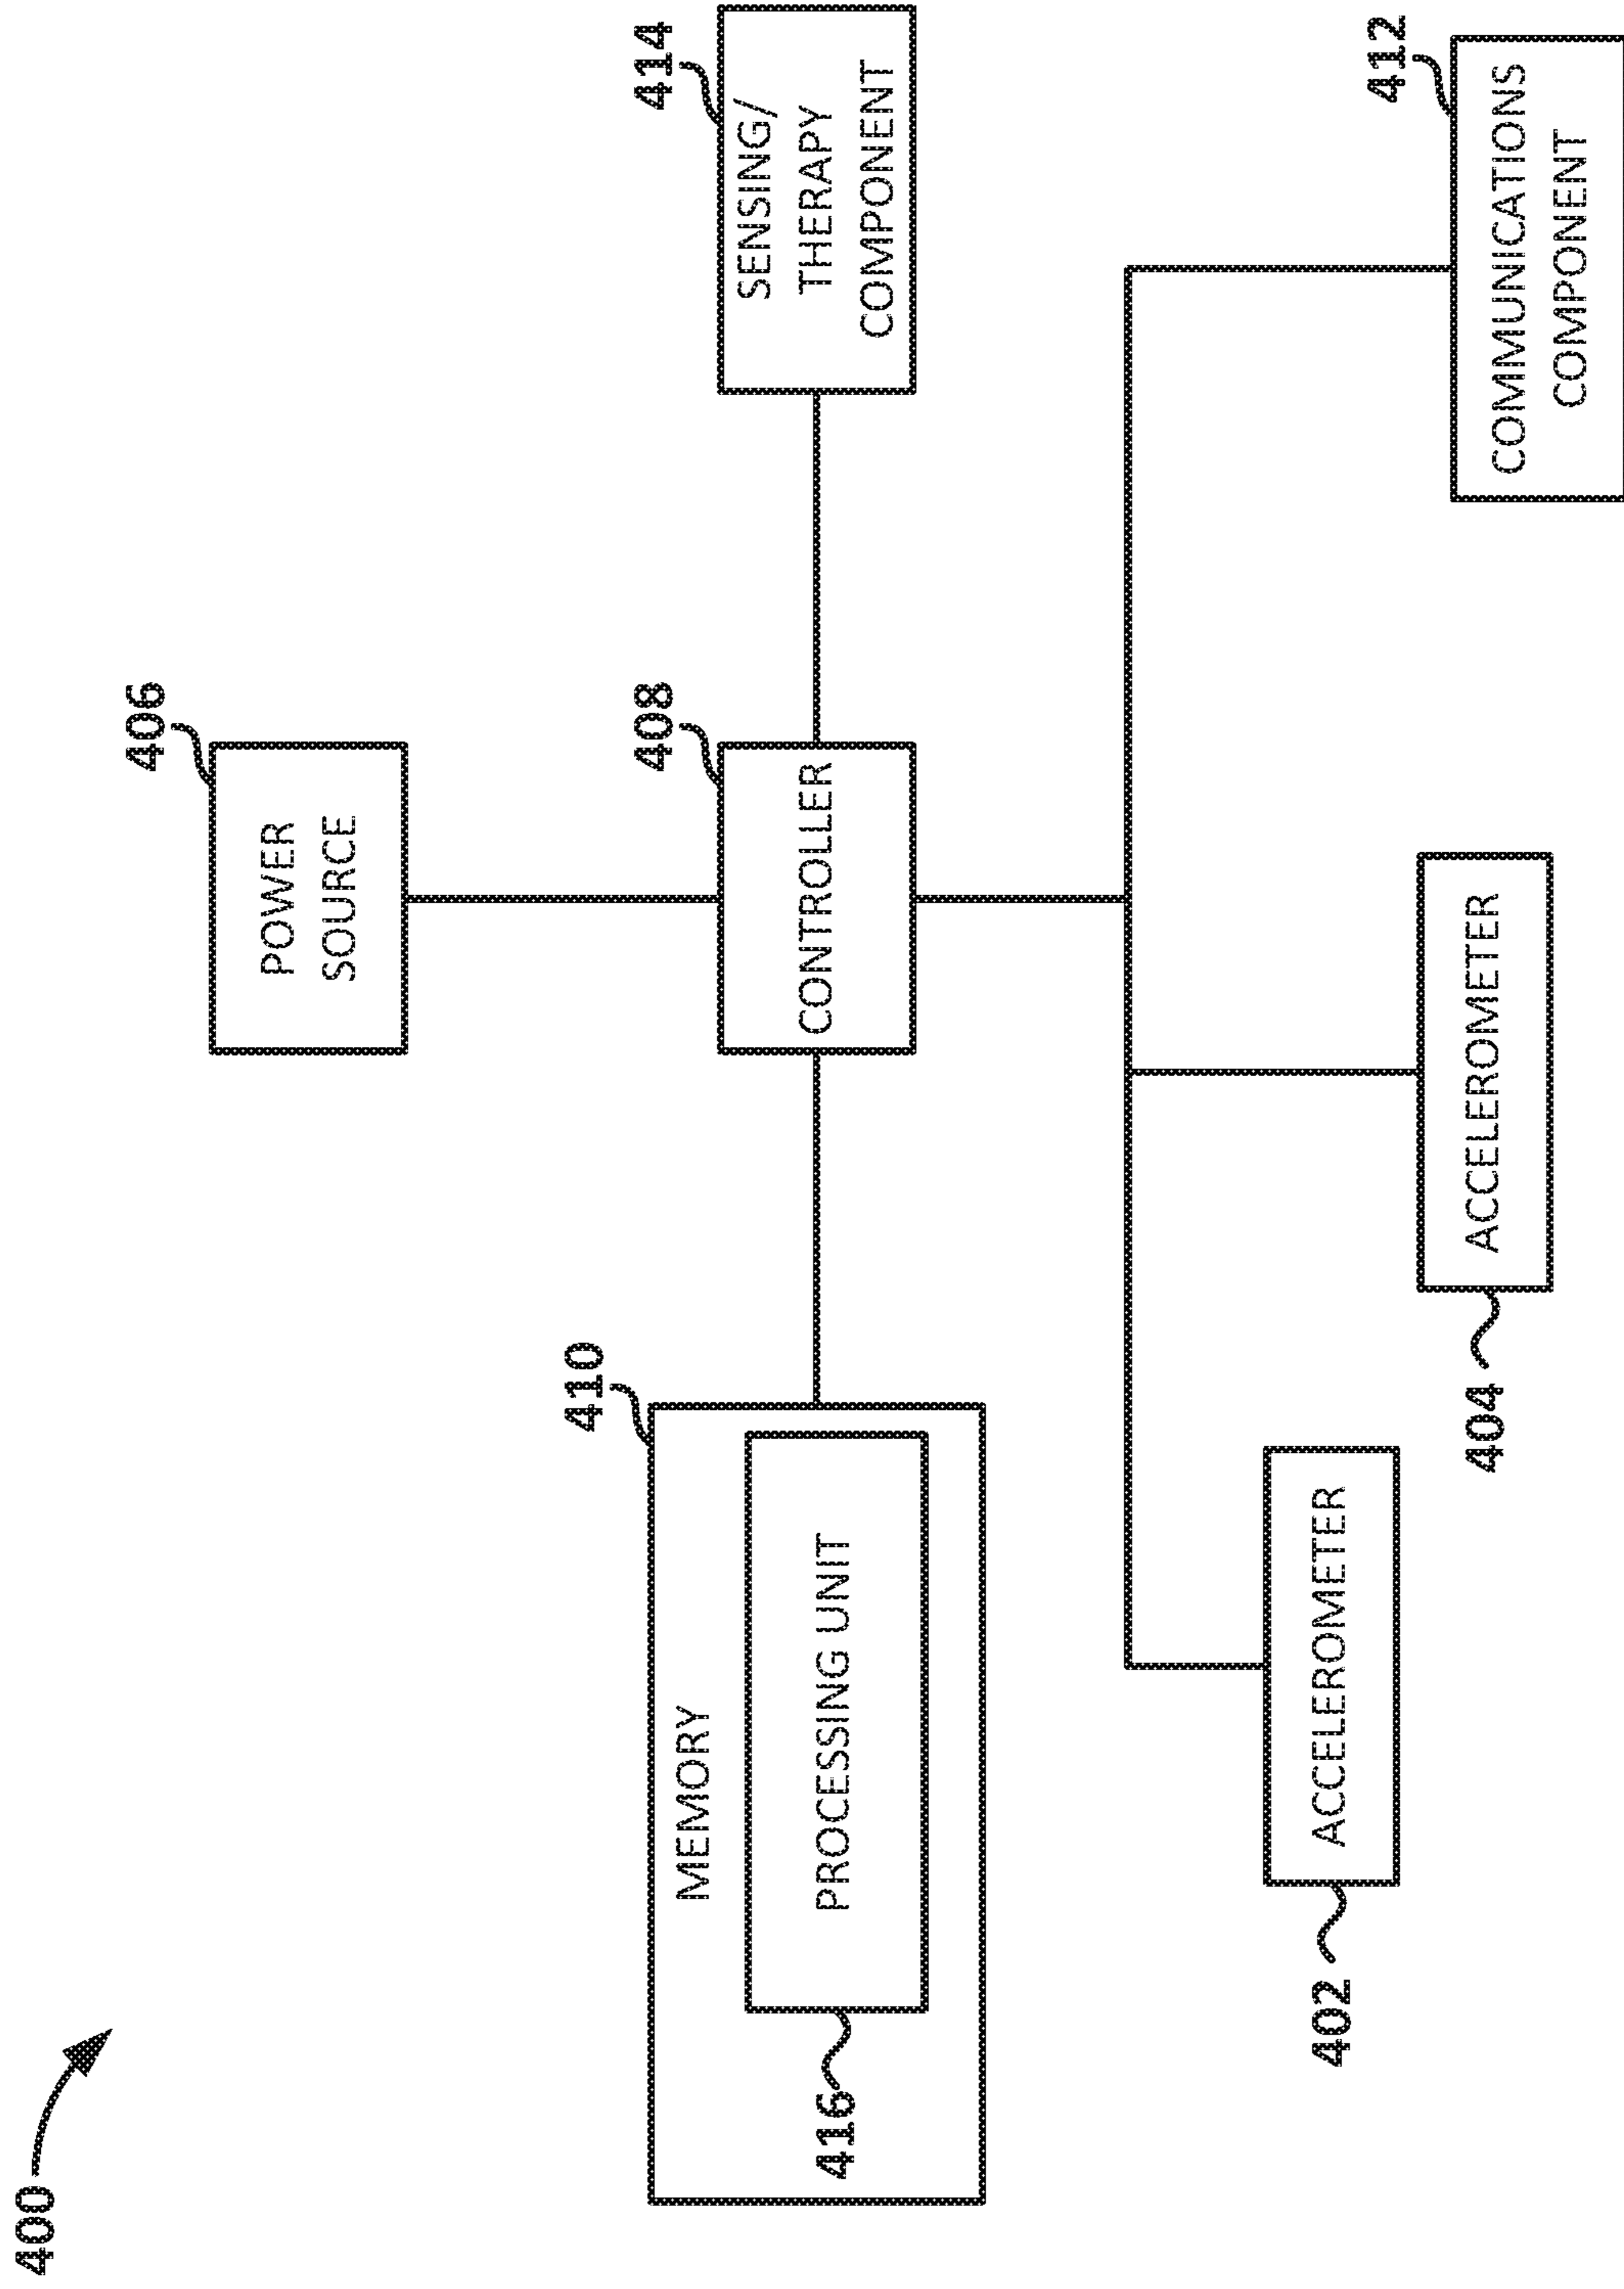 400
406
POWER
SOURCE
410
MEMORY
PROCESSING UNIT
416
408
CONTROLLER
414
SENSING/
THERAPY
COMPONENT
402
ACCELEROMETER
404
ACCELEROMETER
412
COMMUNICATIONS
COMPONENT